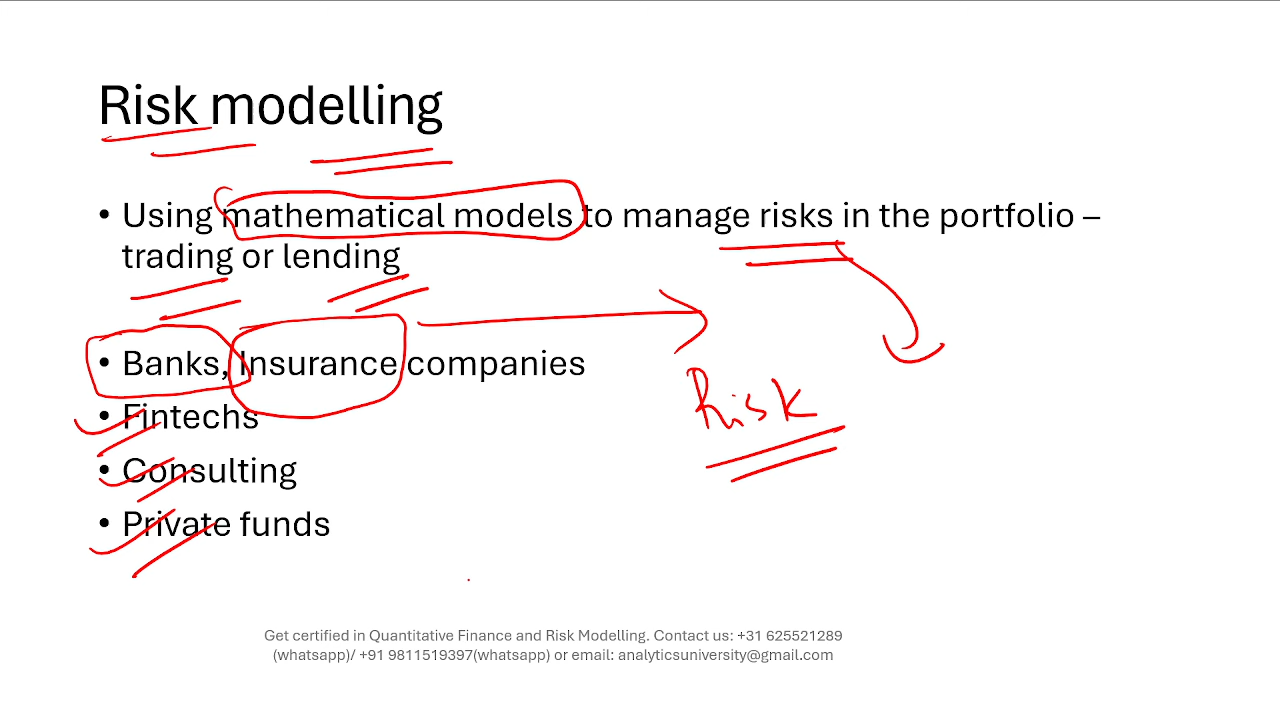 Risk modelling
• Using mathematical models to manage risks in the portfolio –
trading or lending
• Banks, Insurance companies
• Fintechs
• Consulting
• Private funds
Risk
Get certified in Quantitative Finance and Risk Modelling. Contact us: +31 625521289
(whatsapp)/ +91 9811519397(whatsapp) or email: analyticsuniversity@gmail.com